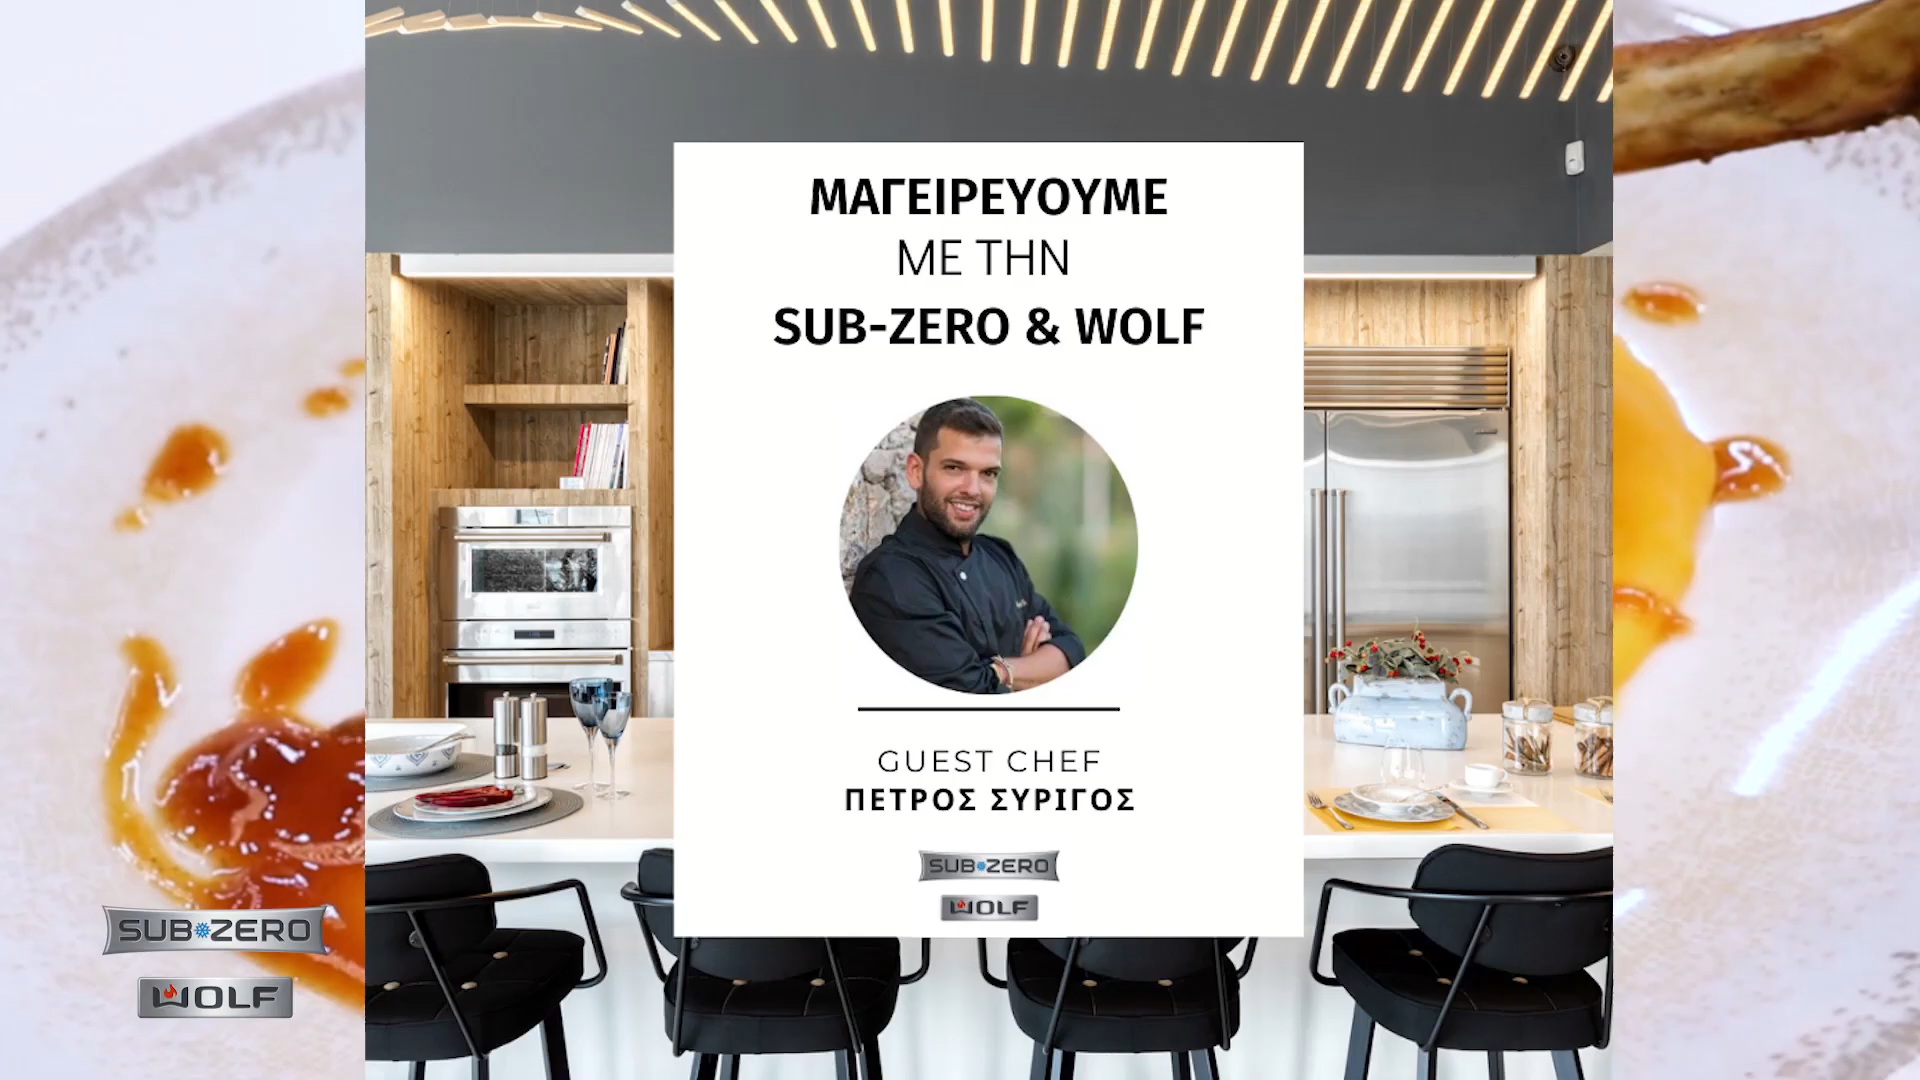 ΜΑΓΕΙΡΕΥΟΥΜΕ
ΜΕ ΤΗΝ
SUB-ZERO & WOLF
GUEST CHEF
ΠΕΤΡΟΣ ΣΥΡΙΓΟΣ
SUB ZERO
WOLF
SUB ZERO
WOLF